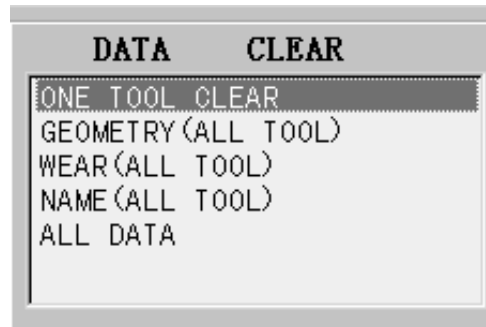 DATA CLEAR
ONE TOOL CLEAR
GEOMETRY(ALL TOOL)
WEAR(ALL TOOL)
NAME(ALL TOOL)
ALL DATA